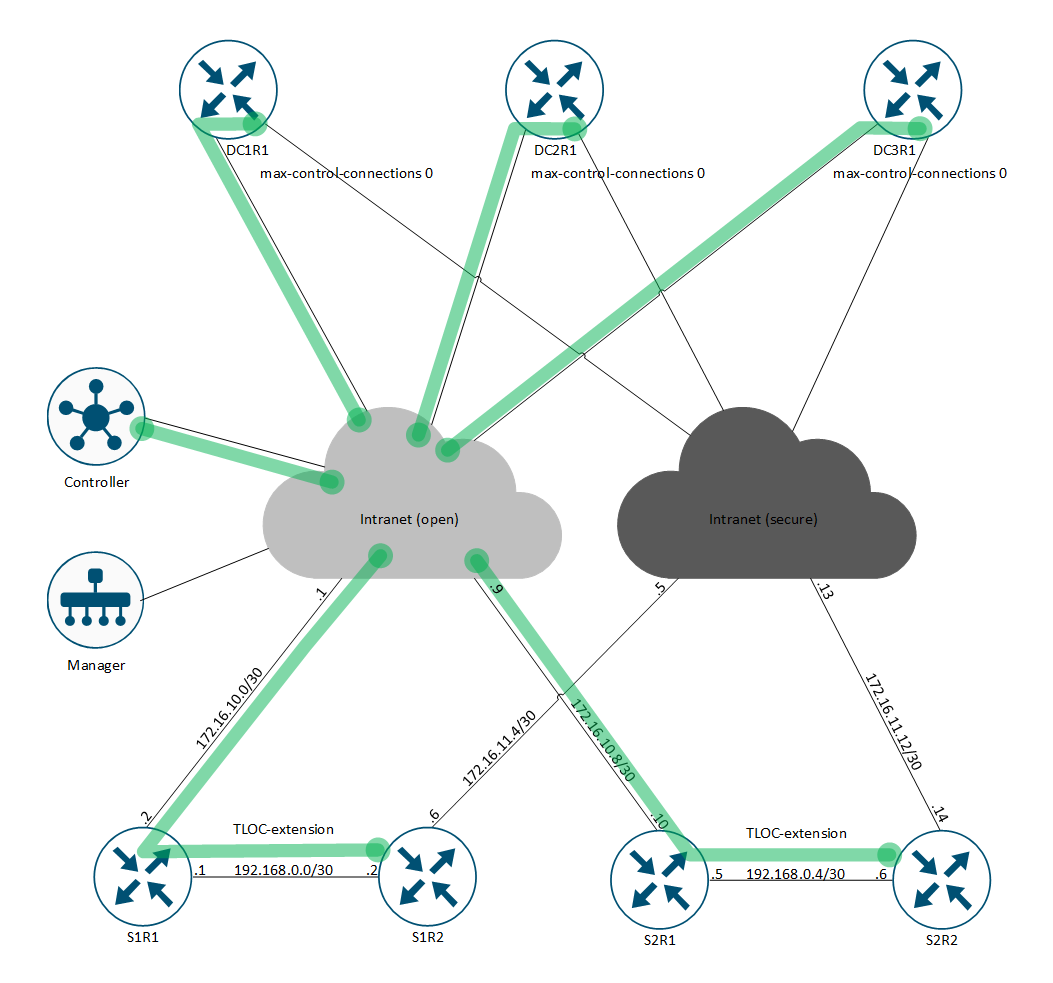 DC1R1
DC2R1
DC3R1
max-control-connections 0
max-control-connections 0
max-control-connections 0
Controller
Intranet (open)
Intranet (secure)
.1
.9
.5
.13
Manager
172.16.10.0/30
172.16.11.4/30
172.16.10.8/30
172.16.11.12/30
.2
.6
.10
.14
TLOC-extension
TLOC-extension
.1
192.168.0.0/30
.2
.5
192.168.0.4/30
.6
S1R1
S1R2
S2R1
S2R2